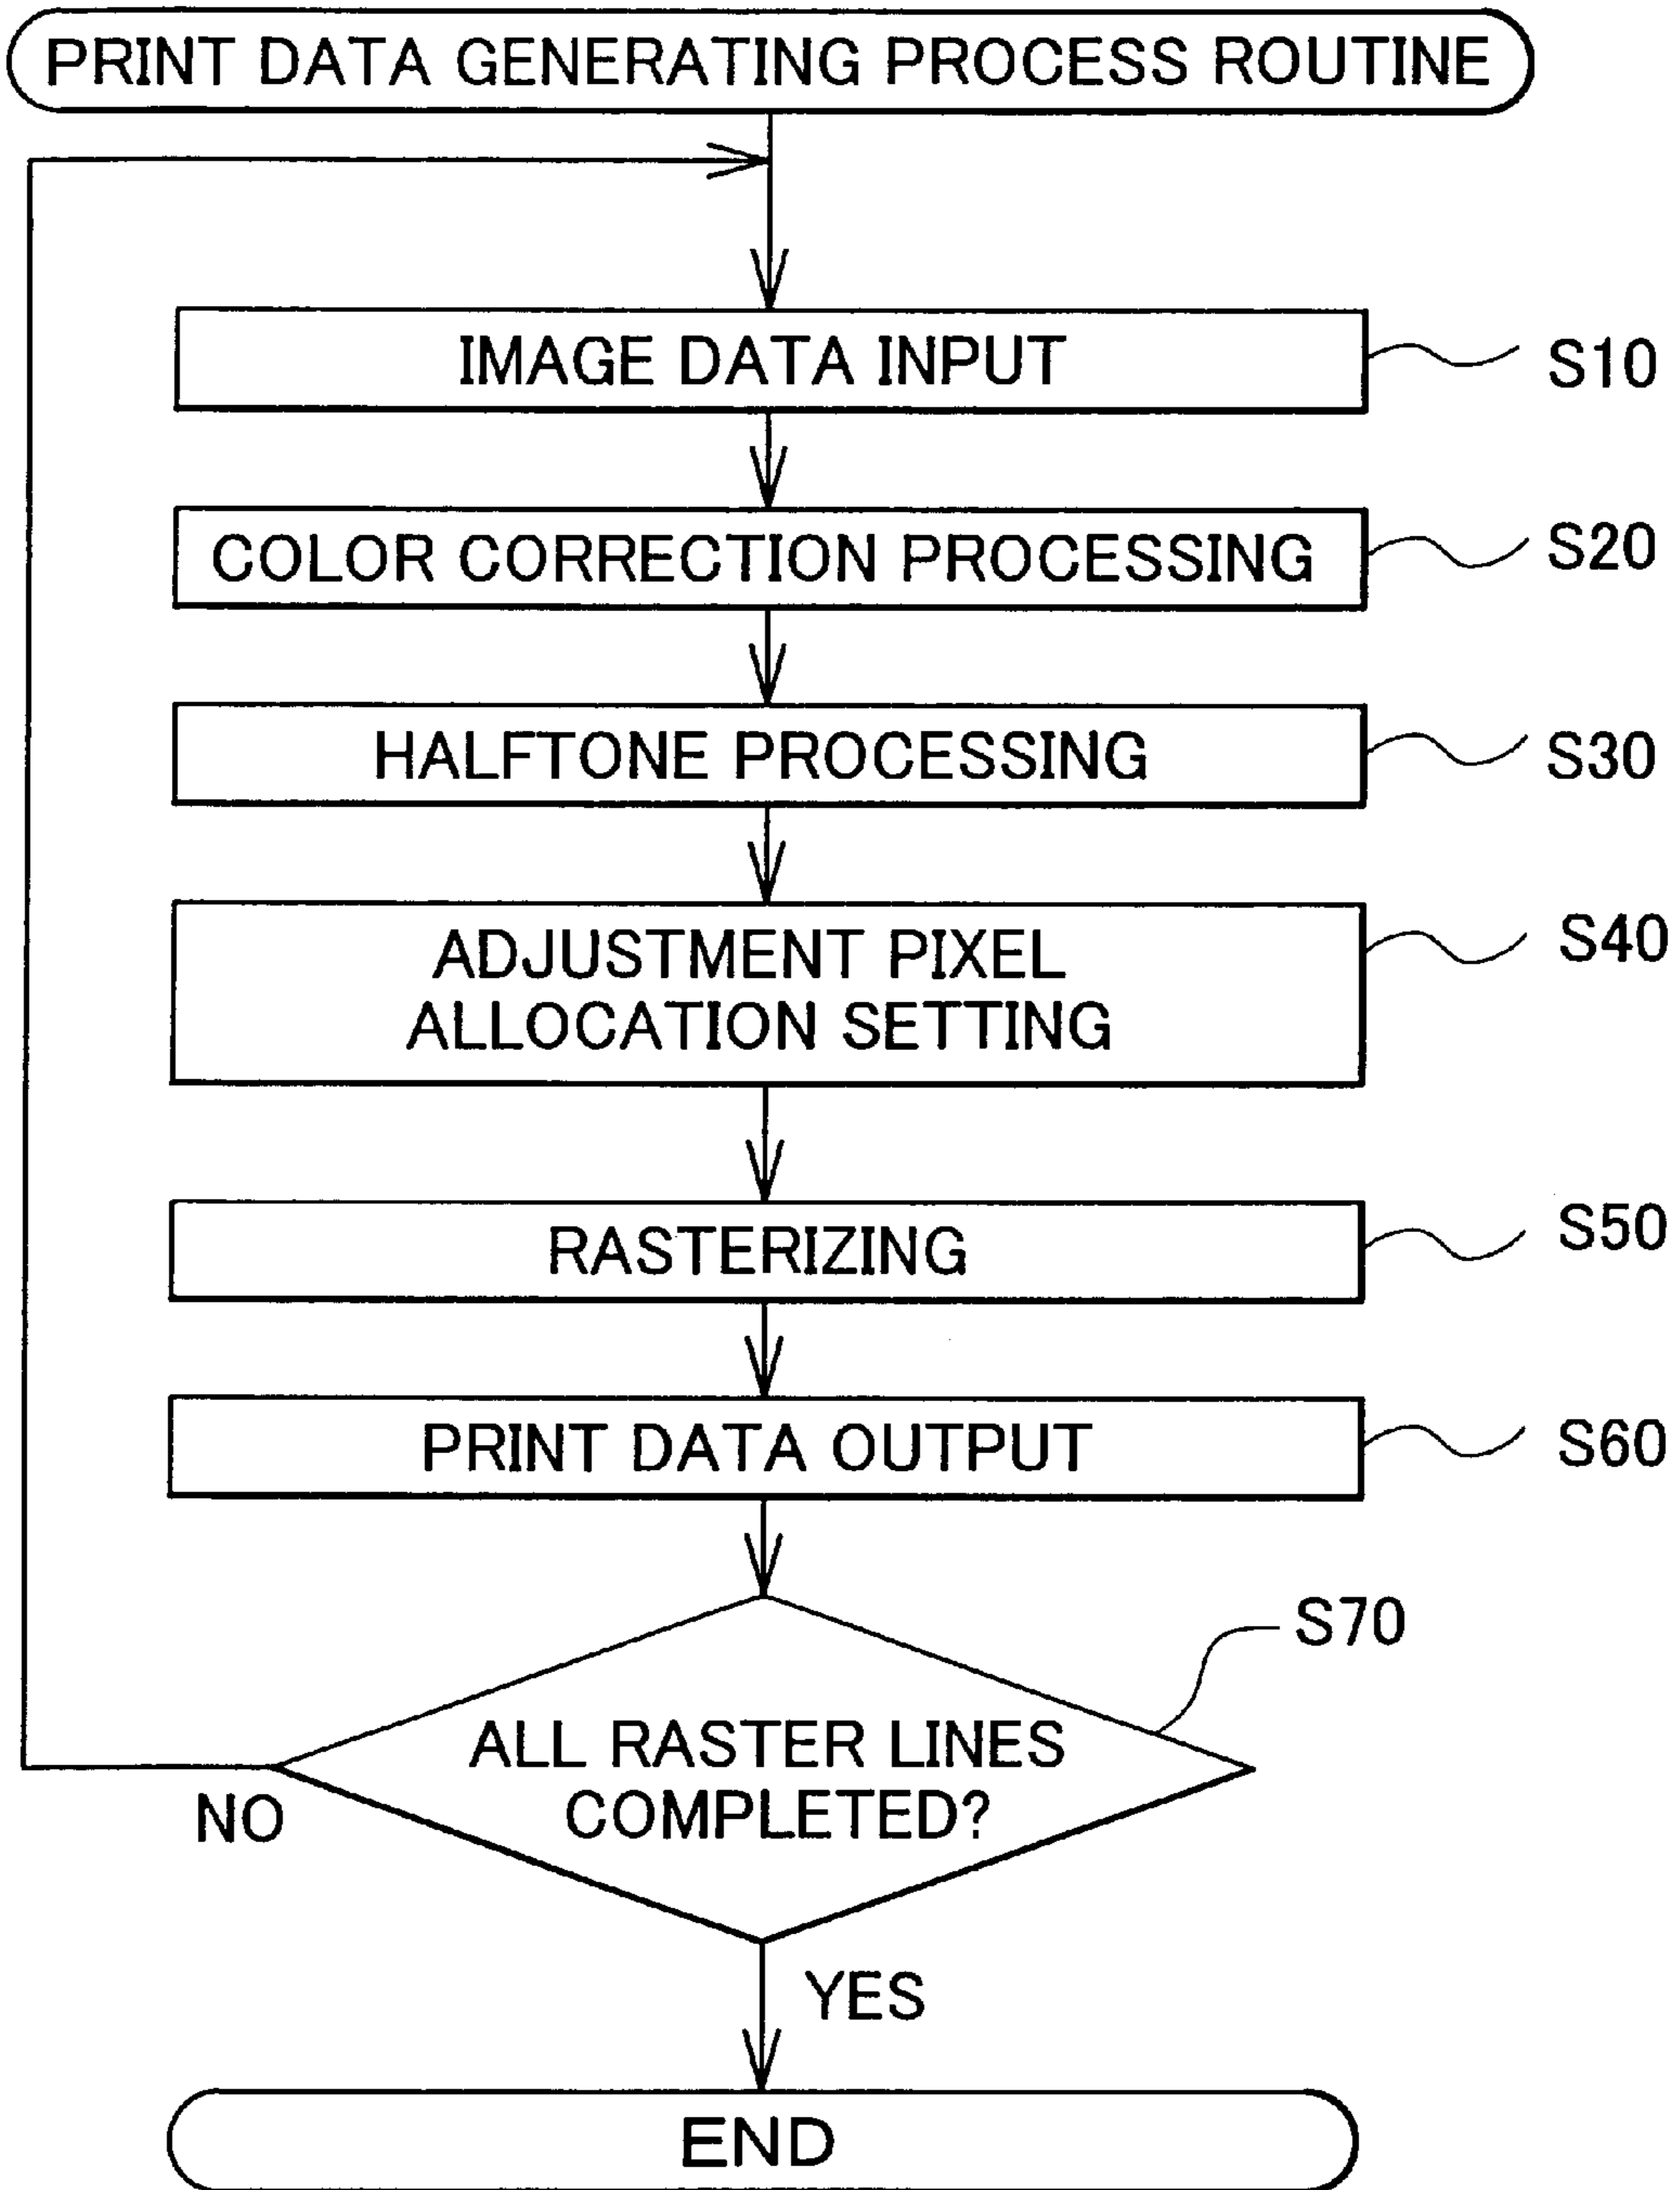 PRINT DATA GENERATING PROCESS ROUTINE
IMAGE DATA INPUT
S10
COLOR CORRECTION PROCESSING
S20
HALFTONE PROCESSING
S30
ADJUSTMENT PIXEL
ALLOCATION SETTING
S40
RASTERIZING
S50
PRINT DATA OUTPUT
S60
S70
ALL RASTER LINES
COMPLETED?
NO
YES
END